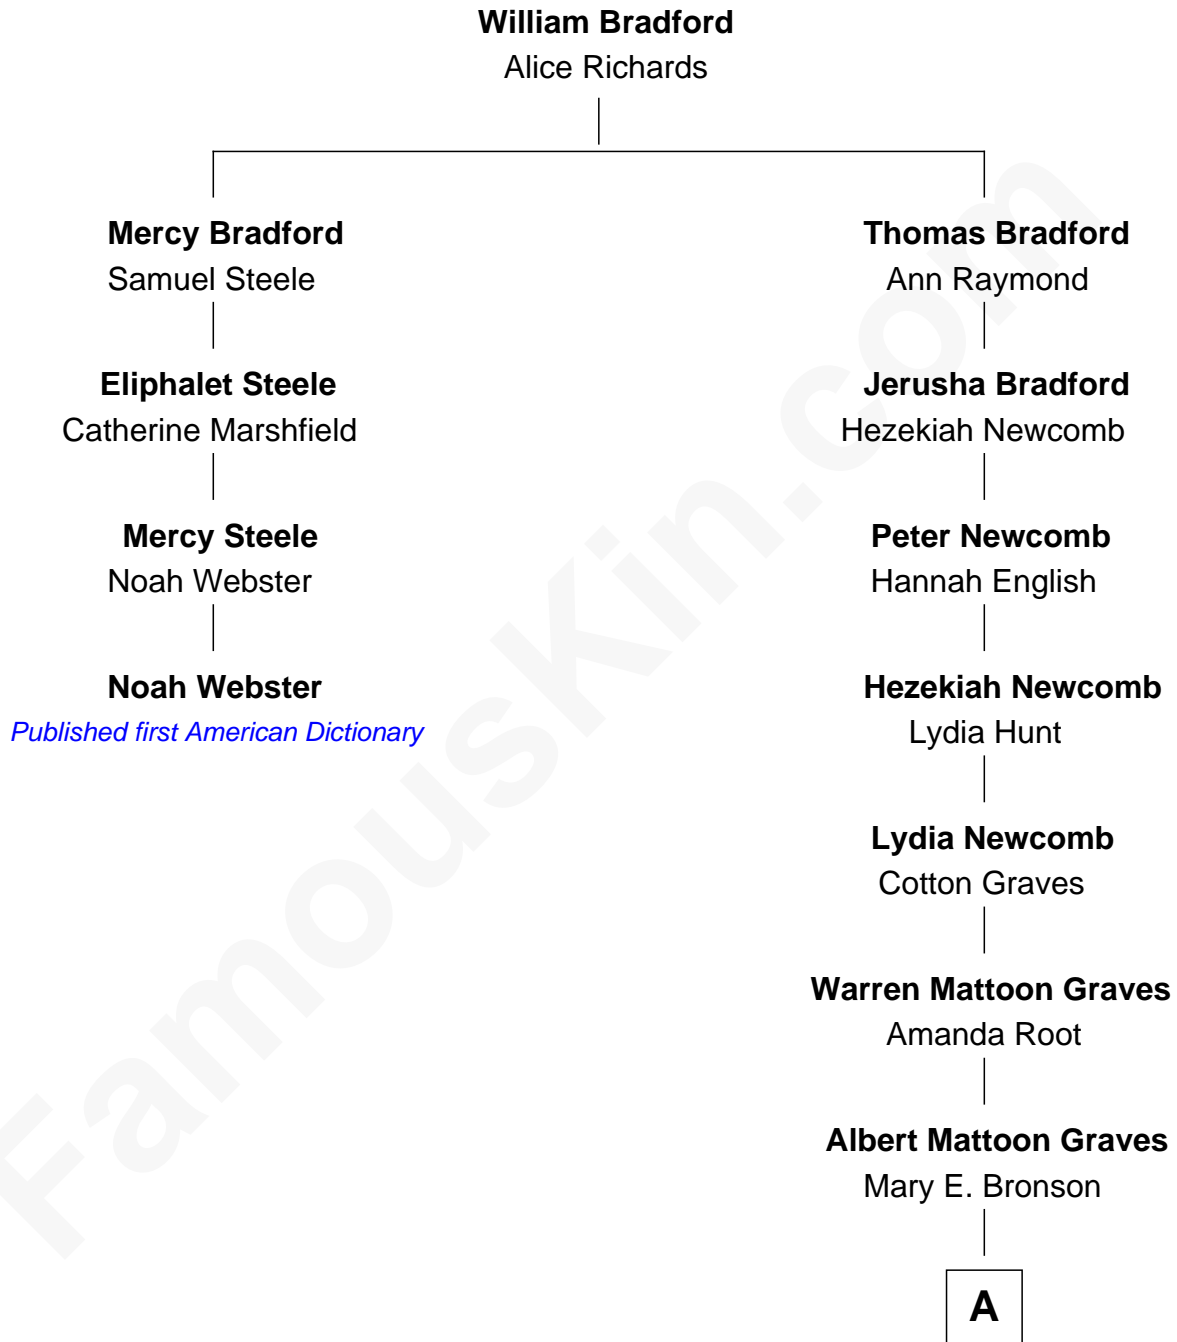 William Bradford
Alice Richards
Mercy Bradford
Samuel Steele
Thomas Bradford
Ann Raymond
Eliphalet Steele
Catherine Marshfield
Jerusha Bradford
Hezekiah Newcomb
Mercy Steele
Noah Webster
Peter Newcomb
Hannah English
Noah Webster
Published first American Dictionary
Hezekiah Newcomb
Lydia Hunt
Lydia Newcomb
Cotton Graves
Warren Mattoon Graves
Amanda Root
Albert Mattoon Graves
Mary E. Bronson
A
FamousKin.com